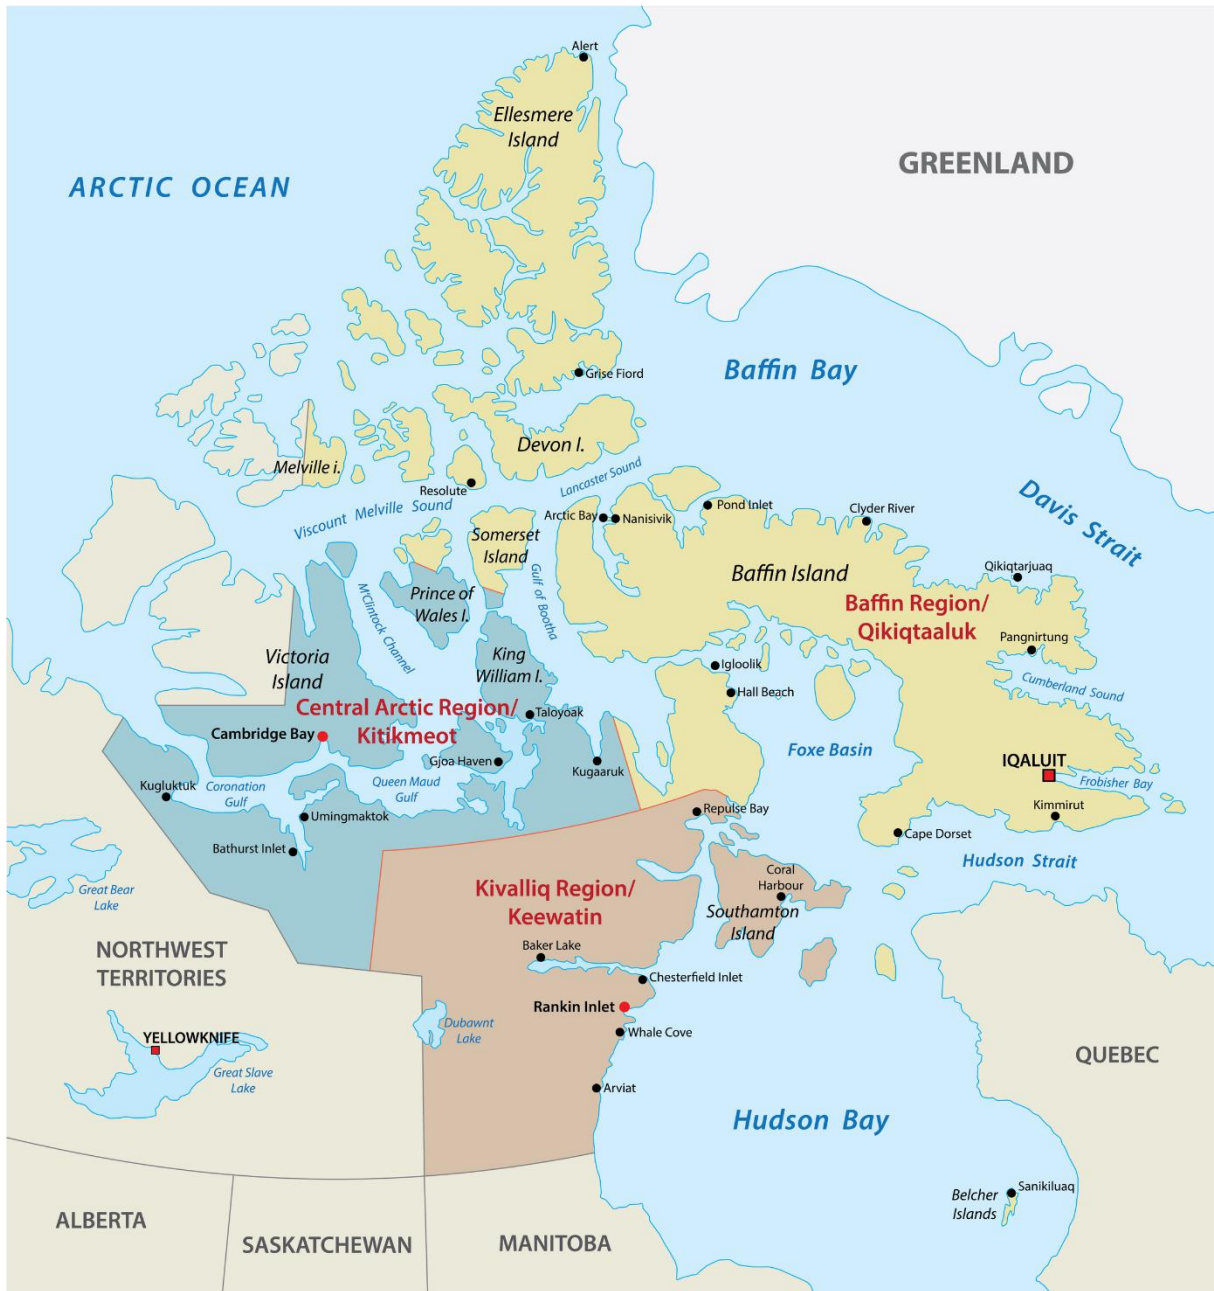 Alert
Ellesmere
Island
GREENLAND
ARCTIC OCEAN
Baffin Bay
Grise Fiord
Devon I.
Melville i.
Lancaster Sound
Resolute
Viscount Melville Sound
Davis Strait
Arctic Bay
Nanisivik
Pond Inlet
Clyder River
Somerset
Island
Gulf of Bootha
Baffin Island
Qikiqtarjuaq
Prince of
Wales I.
M'Clintock Channel
Baffin Region/
Qikiqtaaluk
Pangnirtung
Victoria
Island
King
William I.
Igloolik
Hall Beach
Cumberland Sound
Central Arctic Region/
Kitikmeot
Taloyoak
Cambridge Bay
Gjoa Haven
Kugaaruk
Foxe Basin
IQALUIT
Frobisher Bay
Kugluktuk
Coronation
Gulf
Queen Maud
Gulf
Umingmaktok
Repulse Bay
Kimmirut
Cape Dorset
Bathurst Inlet
Hudson Strait
Great Bear
Lake
Kivalliq Region/
Keewatin
Coral
Harbour
Southamton
Island
NORTHWEST
TERRITORIES
Baker Lake
Chesterfield Inlet
Rankin Inlet
Dubawnt
Lake
Whale Cove
YELLOWKNIFE
Great Slave
Lake
QUEBEC
Arviat
Hudson Bay
Belcher
Islands
Sanikiluaq
ALBERTA
SASKATCHEWAN
MANITOBA